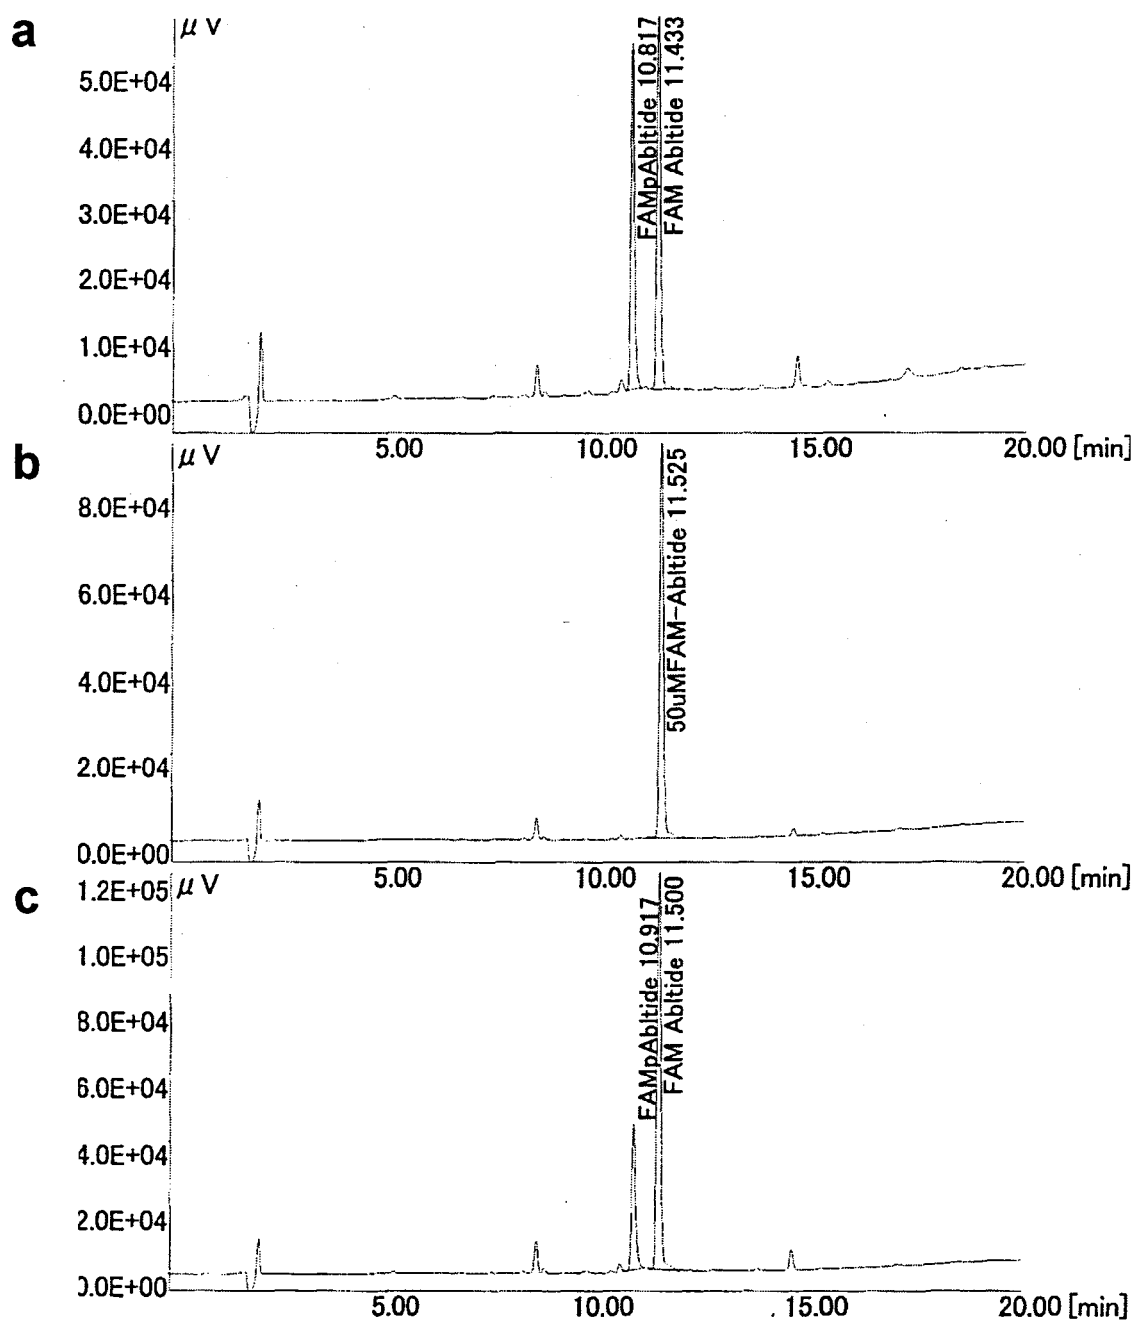 a
μV
FAMpAbltide 10.817
FAM Abltide 11.433
5.0E+04
4.0E+04
3.0E+04
2.0E+04
1.0E+04
0.0E+00
5.00 10.00 15.00 20.00 [min]
b
μV
50uMFAM-Abltide 11.525
8.0E+04
6.0E+04
4.0E+04
2.0E+04
0.0E+00
5.00 10.00 15.00 20.00 [min]
c
μV
FAMpAbltide 10.917
FAM Abltide 11.500
1.2E+05
1.0E+05
8.0E+04
6.0E+04
4.0E+04
2.0E+04
0.0E+00
5.00 10.00 15.00 20.00 [min]